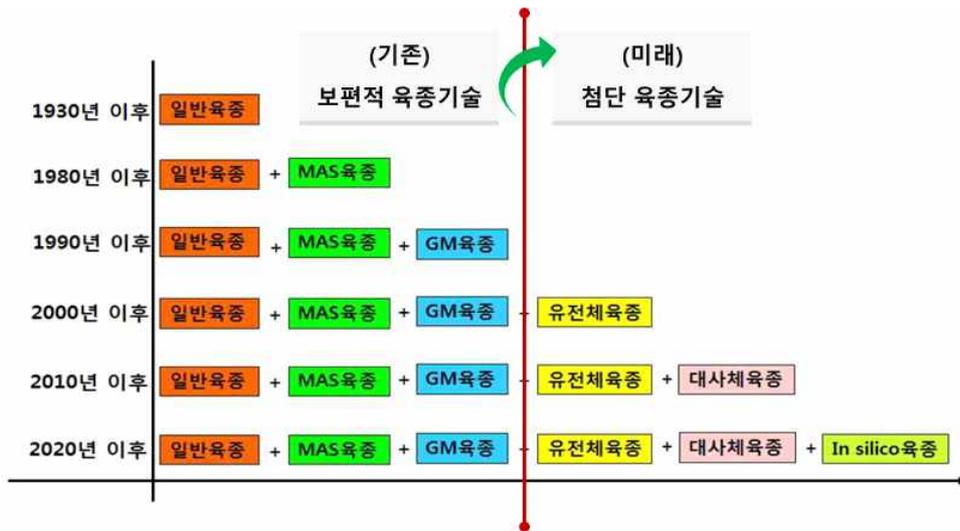 (기존)
보편적 육종기술
(미래)
첨단 육종기술
1930년 이후 일반육종
1980년 이후 일반육종 + MAS육종
1990년 이후 일반육종 + MAS육종 + GM육종
2000년 이후 일반육종 + MAS육종 + GM육종 + 유전체육종
2010년 이후 일반육종 + MAS육종 + GM육종 + 유전체육종 + 대사체육종
2020년 이후 일반육종 + MAS육종 + GM육종 + 유전체육종 + 대사체육종 + In silico육종